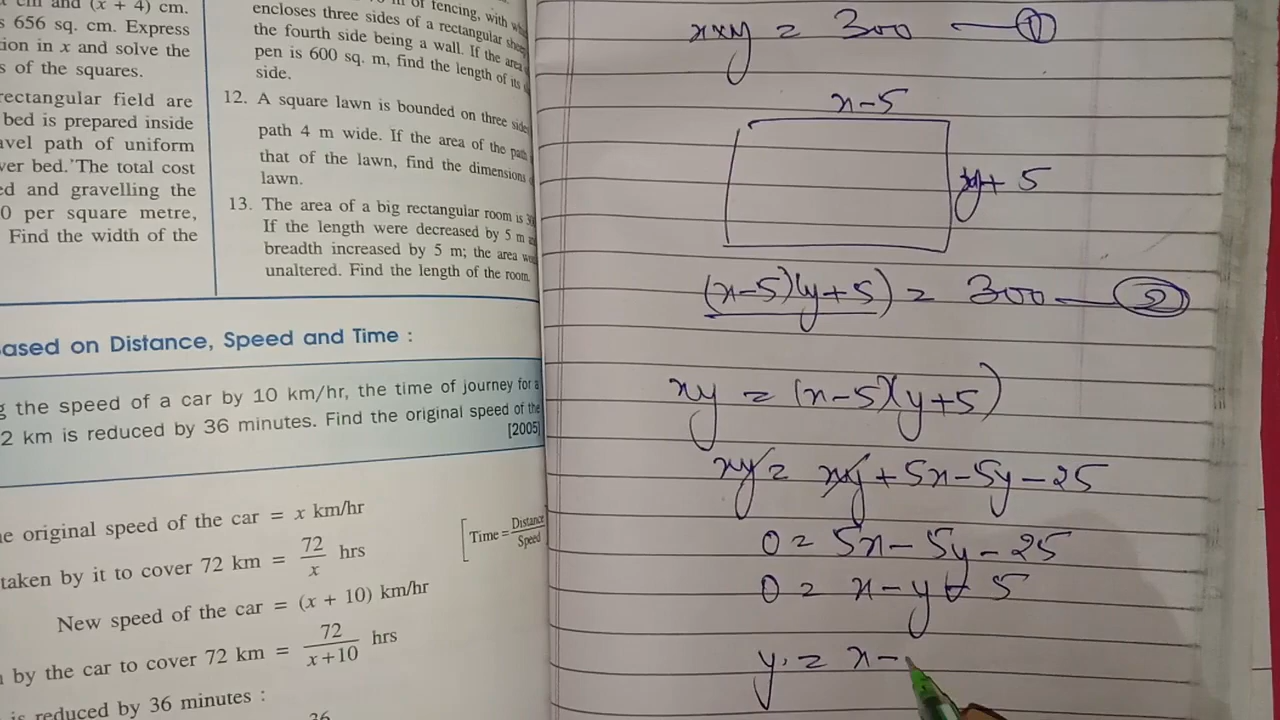 cm and (x + 4) cm.
656 sq. cm. Express
ion in x and solve the
s of the squares.
rectangular field are
bed is prepared inside
avel path of uniform
ver bed. The total cost
ed and gravelling the
0 per square metre,
Find the width of the
m of fencing, with
encloses three sides of a rectangular
the fourth side being a wall. If the area
pen is 600 sq. m, find the length of its
side.
12. A square lawn is bounded on three
path 4 m wide. If the area of the
that of the lawn, find the dimensions
lawn.
13. The area of a big rectangular room is
If the length were decreased by 5 m
breadth increased by 5 m; the area
unaltered. Find the length of the room.
ased on Distance, Speed and Time :
g the speed of a car by 10 km/hr, the time of journey for a
2 km is reduced by 36 minutes. Find the original speed of the
[2005]
e original speed of the car = x km/hr
[Time = Distance/Speed
taken by it to cover 72 km = 72/x hrs
New speed of the car = (x + 10) km/hr
by the car to cover 72 km = 72/x+10 hrs
is reduced by 36 minutes :
36
x×y = 300 — 1
x-5
y+ 5
(x-5)(y+5) = 300 — 2
xy = (x-5)(y+5)
xy = xy + 5x-5y-25
0 = 5x-5y-25
0 = x-y 5
y = x-